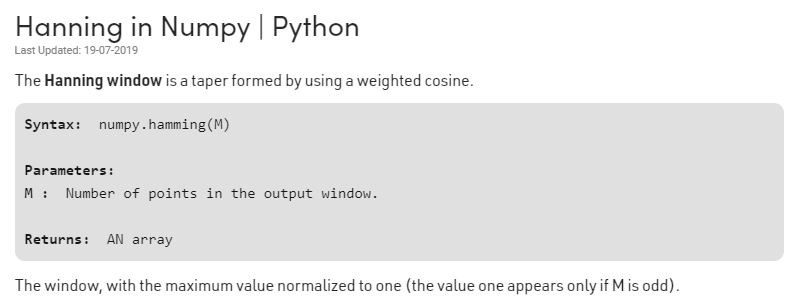 Hanning in Numpy | Python
Last Updated: 19-07-2019
The Hanning window is a taper formed by using a weighted cosine.
Syntax:  numpy.hamming(M)
Parameters:
M :  Number of points in the output window.
Returns:  AN array
The window, with the maximum value normalized to one (the value one appears only if M is odd).